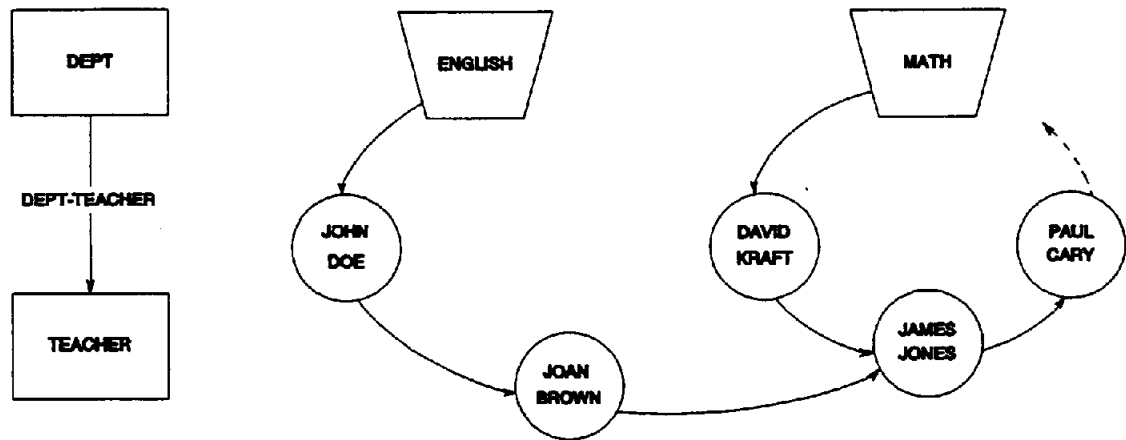 DEPT
ENGLISH
MATH
DEPT-TEACHER
JOHN
DOE
DAVID
KRAFT
PAUL
CARY
TEACHER
JOAN
BROWN
JAMES
JONES